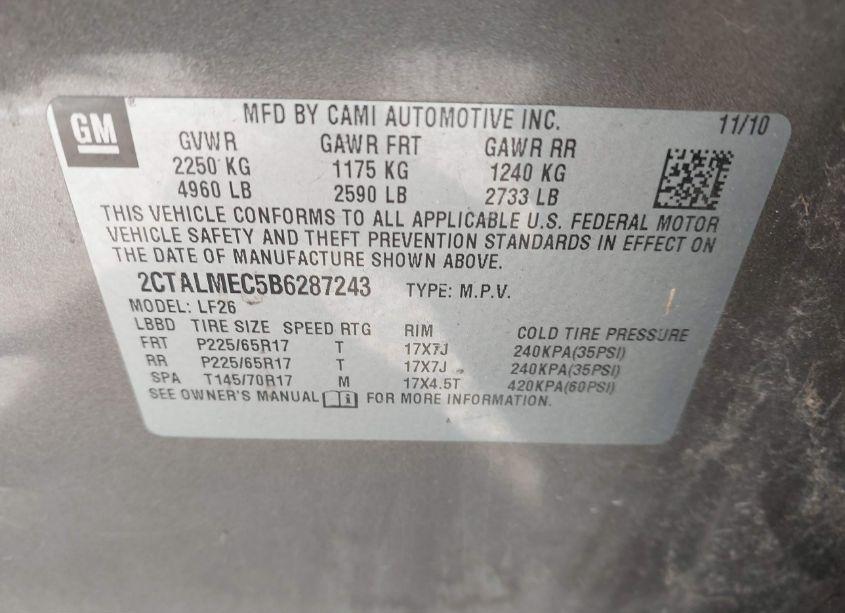 GM ®
MFD BY CAMI AUTOMOTIVE INC. 11/10
GVWR GAWR FRT GAWR RR
2250 KG 1175 KG 1240 KG
4960 LB 2590 LB 2733 LB
THIS VEHICLE CONFORMS TO ALL APPLICABLE U.S. FEDERAL MOTOR
VEHICLE SAFETY AND THEFT PREVENTION STANDARDS IN EFFECT ON
THE DATE OF MANUFACTURE SHOWN ABOVE.
2CTALMEC5B6287243 TYPE: M.P.V.
MODEL: LF26
LBBD TIRE SIZE SPEED RTG RIM COLD TIRE PRESSURE
FRT P225/65R17 T 17X7J 240KPA(35PSI)
RR P225/65R17 T 17X7J 240KPA(35PSI)
SPA T145/70R17 M 17X4.5T 420KPA(60PSI)
SEE OWNER'S MANUAL FOR MORE INFORMATION.